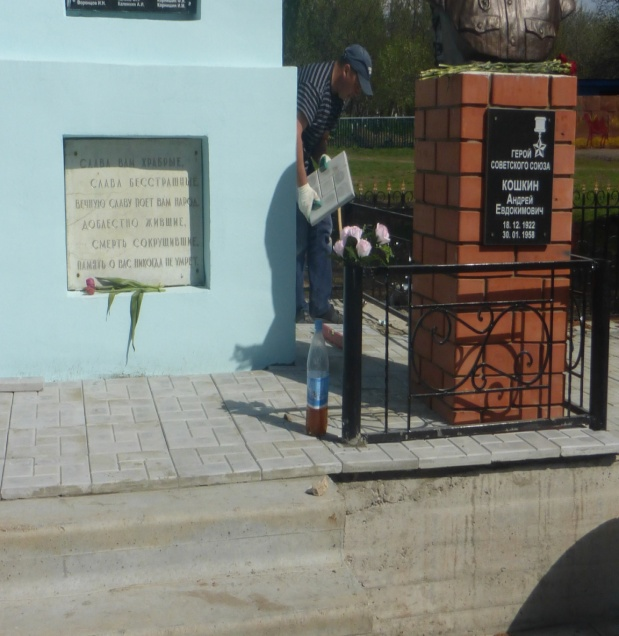 СЛАВА ВАМ ХРАБРЫЕ,
СЛАВА БЕССТРАШНЫЕ,
ВЕЧНУЮ СЛАВУ ПОЕТ ВАМ НАРОД.
ДОБЛЕСТНО ЖИВШИЕ,
СМЕРТЬ СОКРУШИВШИЕ,
ПАМЯТЬ О ВАС НИКОГДА НЕ УМРЕТ.
ГЕРОЙ
СОВЕТСКОГО СОЮЗА
КОШКИН
Андрей
Евдокимович
18. 12. 1922
30. 01. 1958